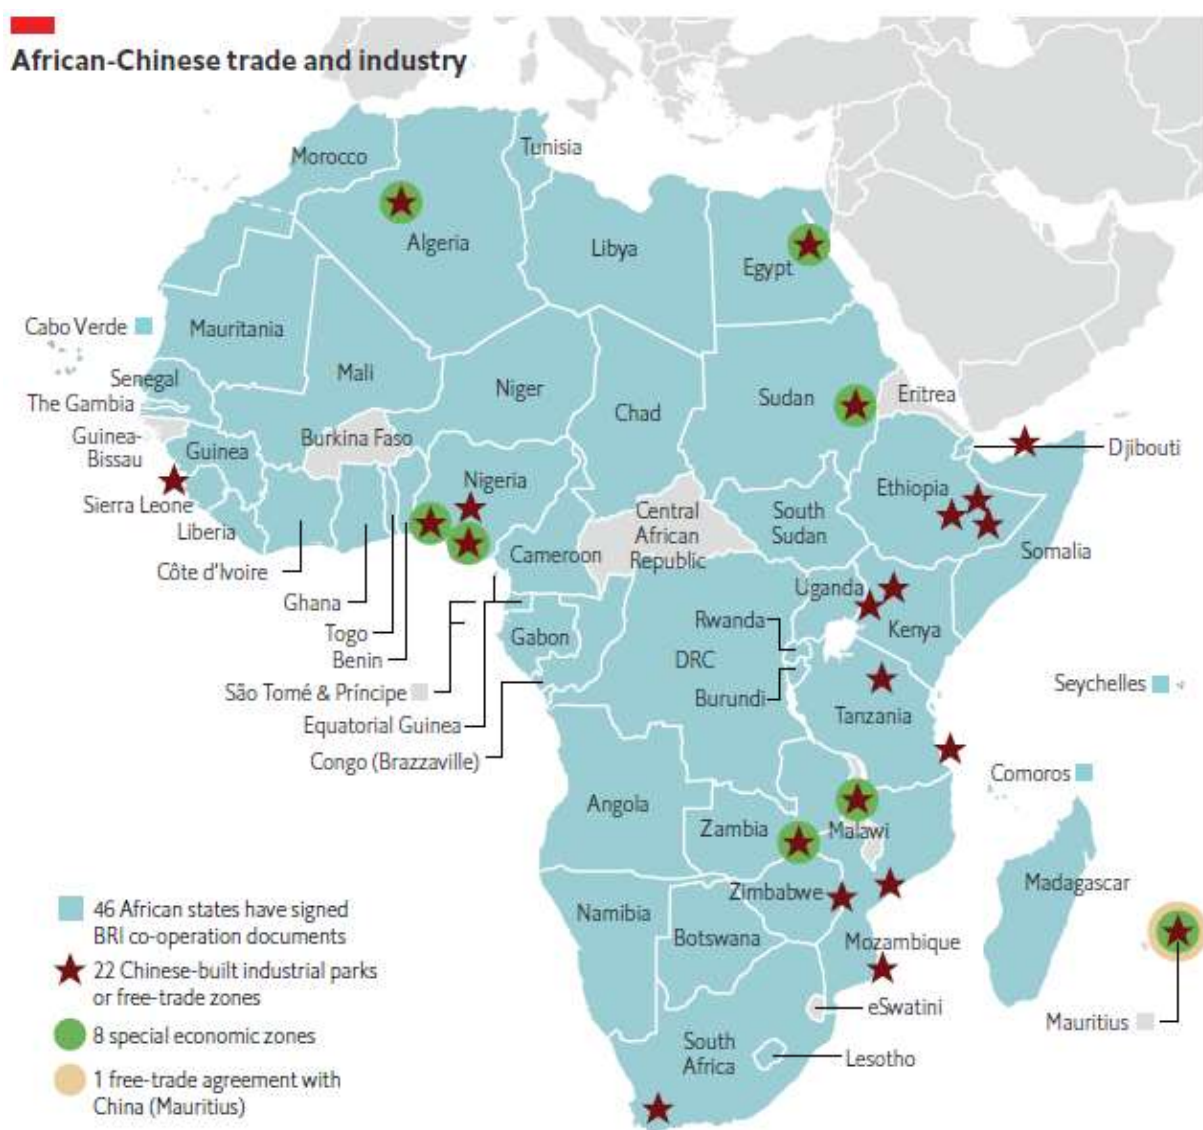 African-Chinese trade and industry
Morocco
Tunisia
Algeria
Libya
Egypt
Cabo Verde
Mauritania
Mali
Niger
Chad
Sudan
Eritrea
Senegal
The Gambia
Guinea-
Bissau
Guinea
Burkina Faso
Djibouti
Nigeria
Ethiopia
Sierra Leone
Liberia
Central
African
Republic
South
Sudan
Somalia
Côte d'Ivoire
Cameroon
Ghana
Uganda
Kenya
Togo
Gabon
Rwanda
Benin
DRC
São Tomé & Príncipe
Burundi
Seychelles
Equatorial Guinea
Tanzania
Congo (Brazzaville)
Comoros
Angola
Zambia
Malawi
Madagascar
Zimbabwe
Namibia
Botswana
Mozambique
eSwatini
Mauritius
South
Africa
Lesotho
46 African states have signed
BRI co-operation documents
22 Chinese-built industrial parks
or free-trade zones
8 special economic zones
1 free-trade agreement with
China (Mauritius)